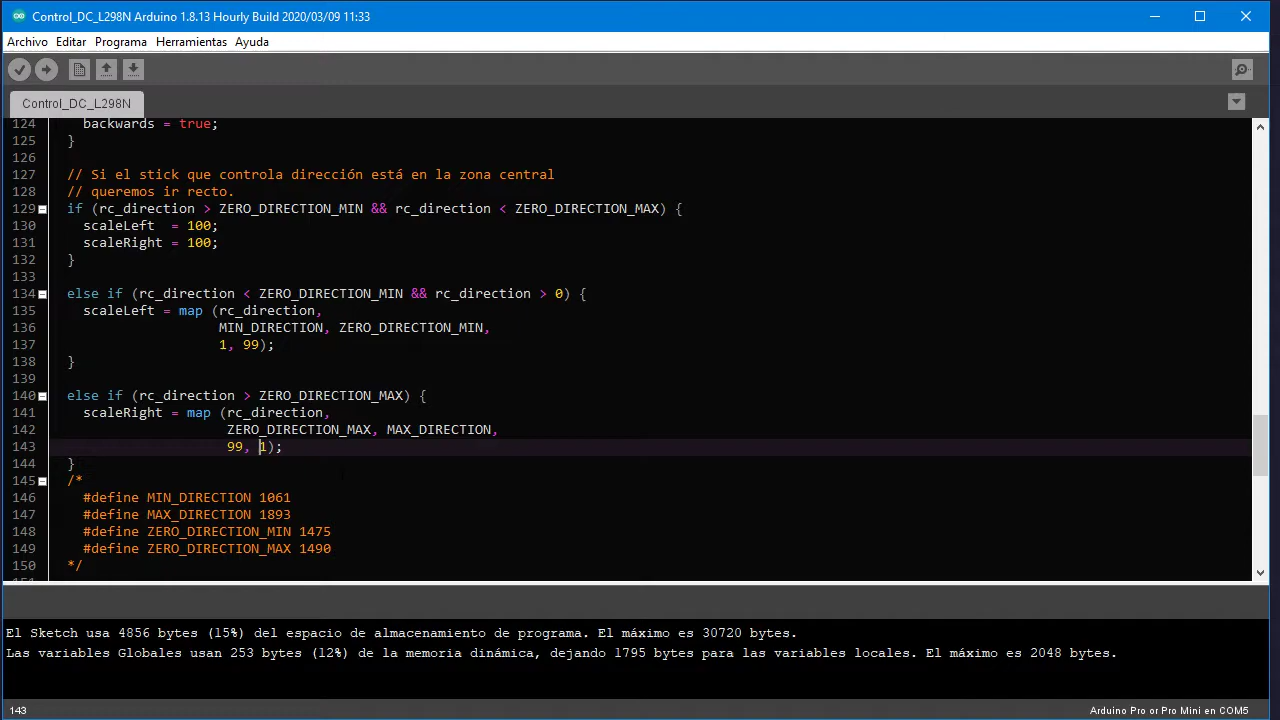 Control_DC_L298N Arduino 1.8.13 Hourly Build 2020/03/09 11:33
Archivo Editar Programa Herramientas Ayuda
Control_DC_L298N
124 backwards = true;
125 }
126
127 // Si el stick que controla dirección está en la zona central
128 // queremos ir recto.
129 if (rc_direction > ZERO_DIRECTION_MIN && rc_direction < ZERO_DIRECTION_MAX) {
130 scaleLeft  = 100;
131 scaleRight = 100;
132 }
133
134 else if (rc_direction < ZERO_DIRECTION_MIN && rc_direction > 0) {
135 scaleLeft = map (rc_direction,
136 MIN_DIRECTION, ZERO_DIRECTION_MIN,
137 1, 99);
138 }
139
140 else if (rc_direction > ZERO_DIRECTION_MAX) {
141 scaleRight = map (rc_direction,
142 ZERO_DIRECTION_MAX, MAX_DIRECTION,
143 99, 1);
144 }
145 /*
146 #define MIN_DIRECTION 1061
147 #define MAX_DIRECTION 1893
148 #define ZERO_DIRECTION_MIN 1475
149 #define ZERO_DIRECTION_MAX 1490
150 */
El Sketch usa 4856 bytes (15%) del espacio de almacenamiento de programa. El máximo es 30720 bytes.
Las variables Globales usan 253 bytes (12%) de la memoria dinámica, dejando 1795 bytes para las variables locales. El máximo es 2048 bytes.
143 Arduino Pro or Pro Mini en COM5